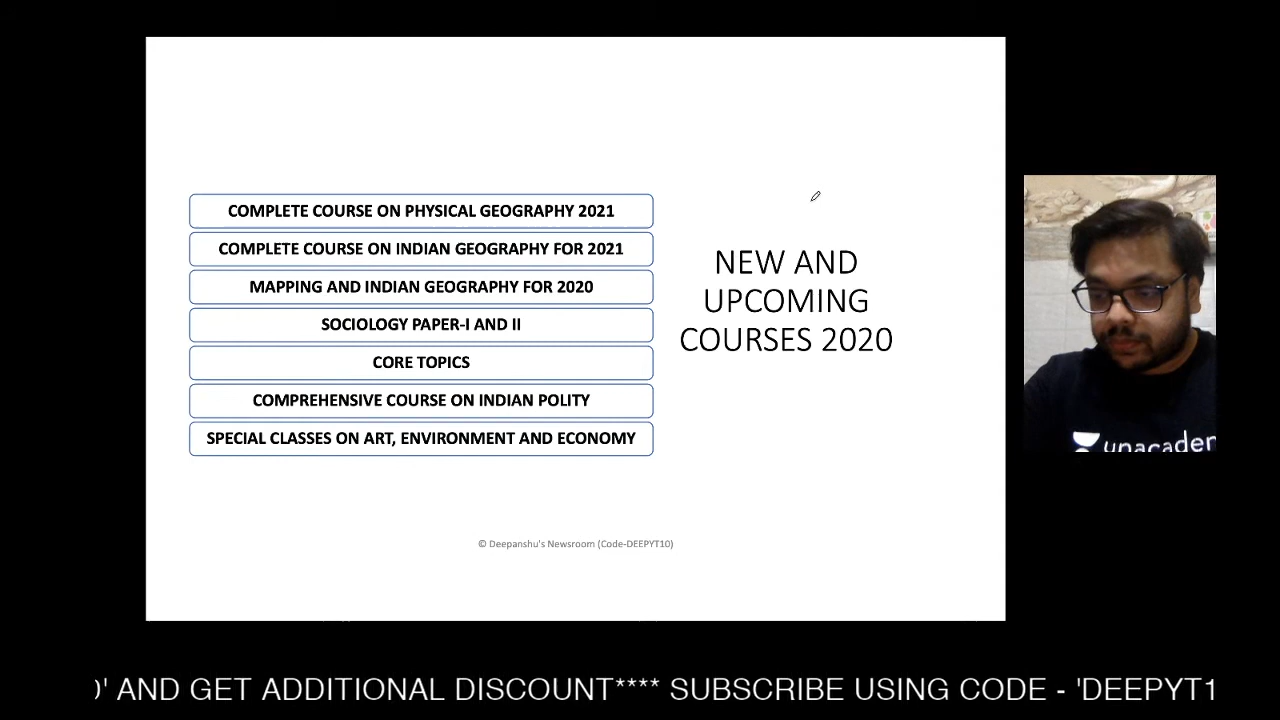 COMPLETE COURSE ON PHYSICAL GEOGRAPHY 2021
COMPLETE COURSE ON INDIAN GEOGRAPHY FOR 2021
MAPPING AND INDIAN GEOGRAPHY FOR 2020
SOCIOLOGY PAPER-I AND II
CORE TOPICS
COMPREHENSIVE COURSE ON INDIAN POLITY
SPECIAL CLASSES ON ART, ENVIRONMENT AND ECONOMY
NEW AND
UPCOMING
COURSES 2020
© Deepanshu's Newsroom (Code-DEEPYT10)
unacadem
' AND GET ADDITIONAL DISCOUNT**** SUBSCRIBE USING CODE - 'DEEPYT1